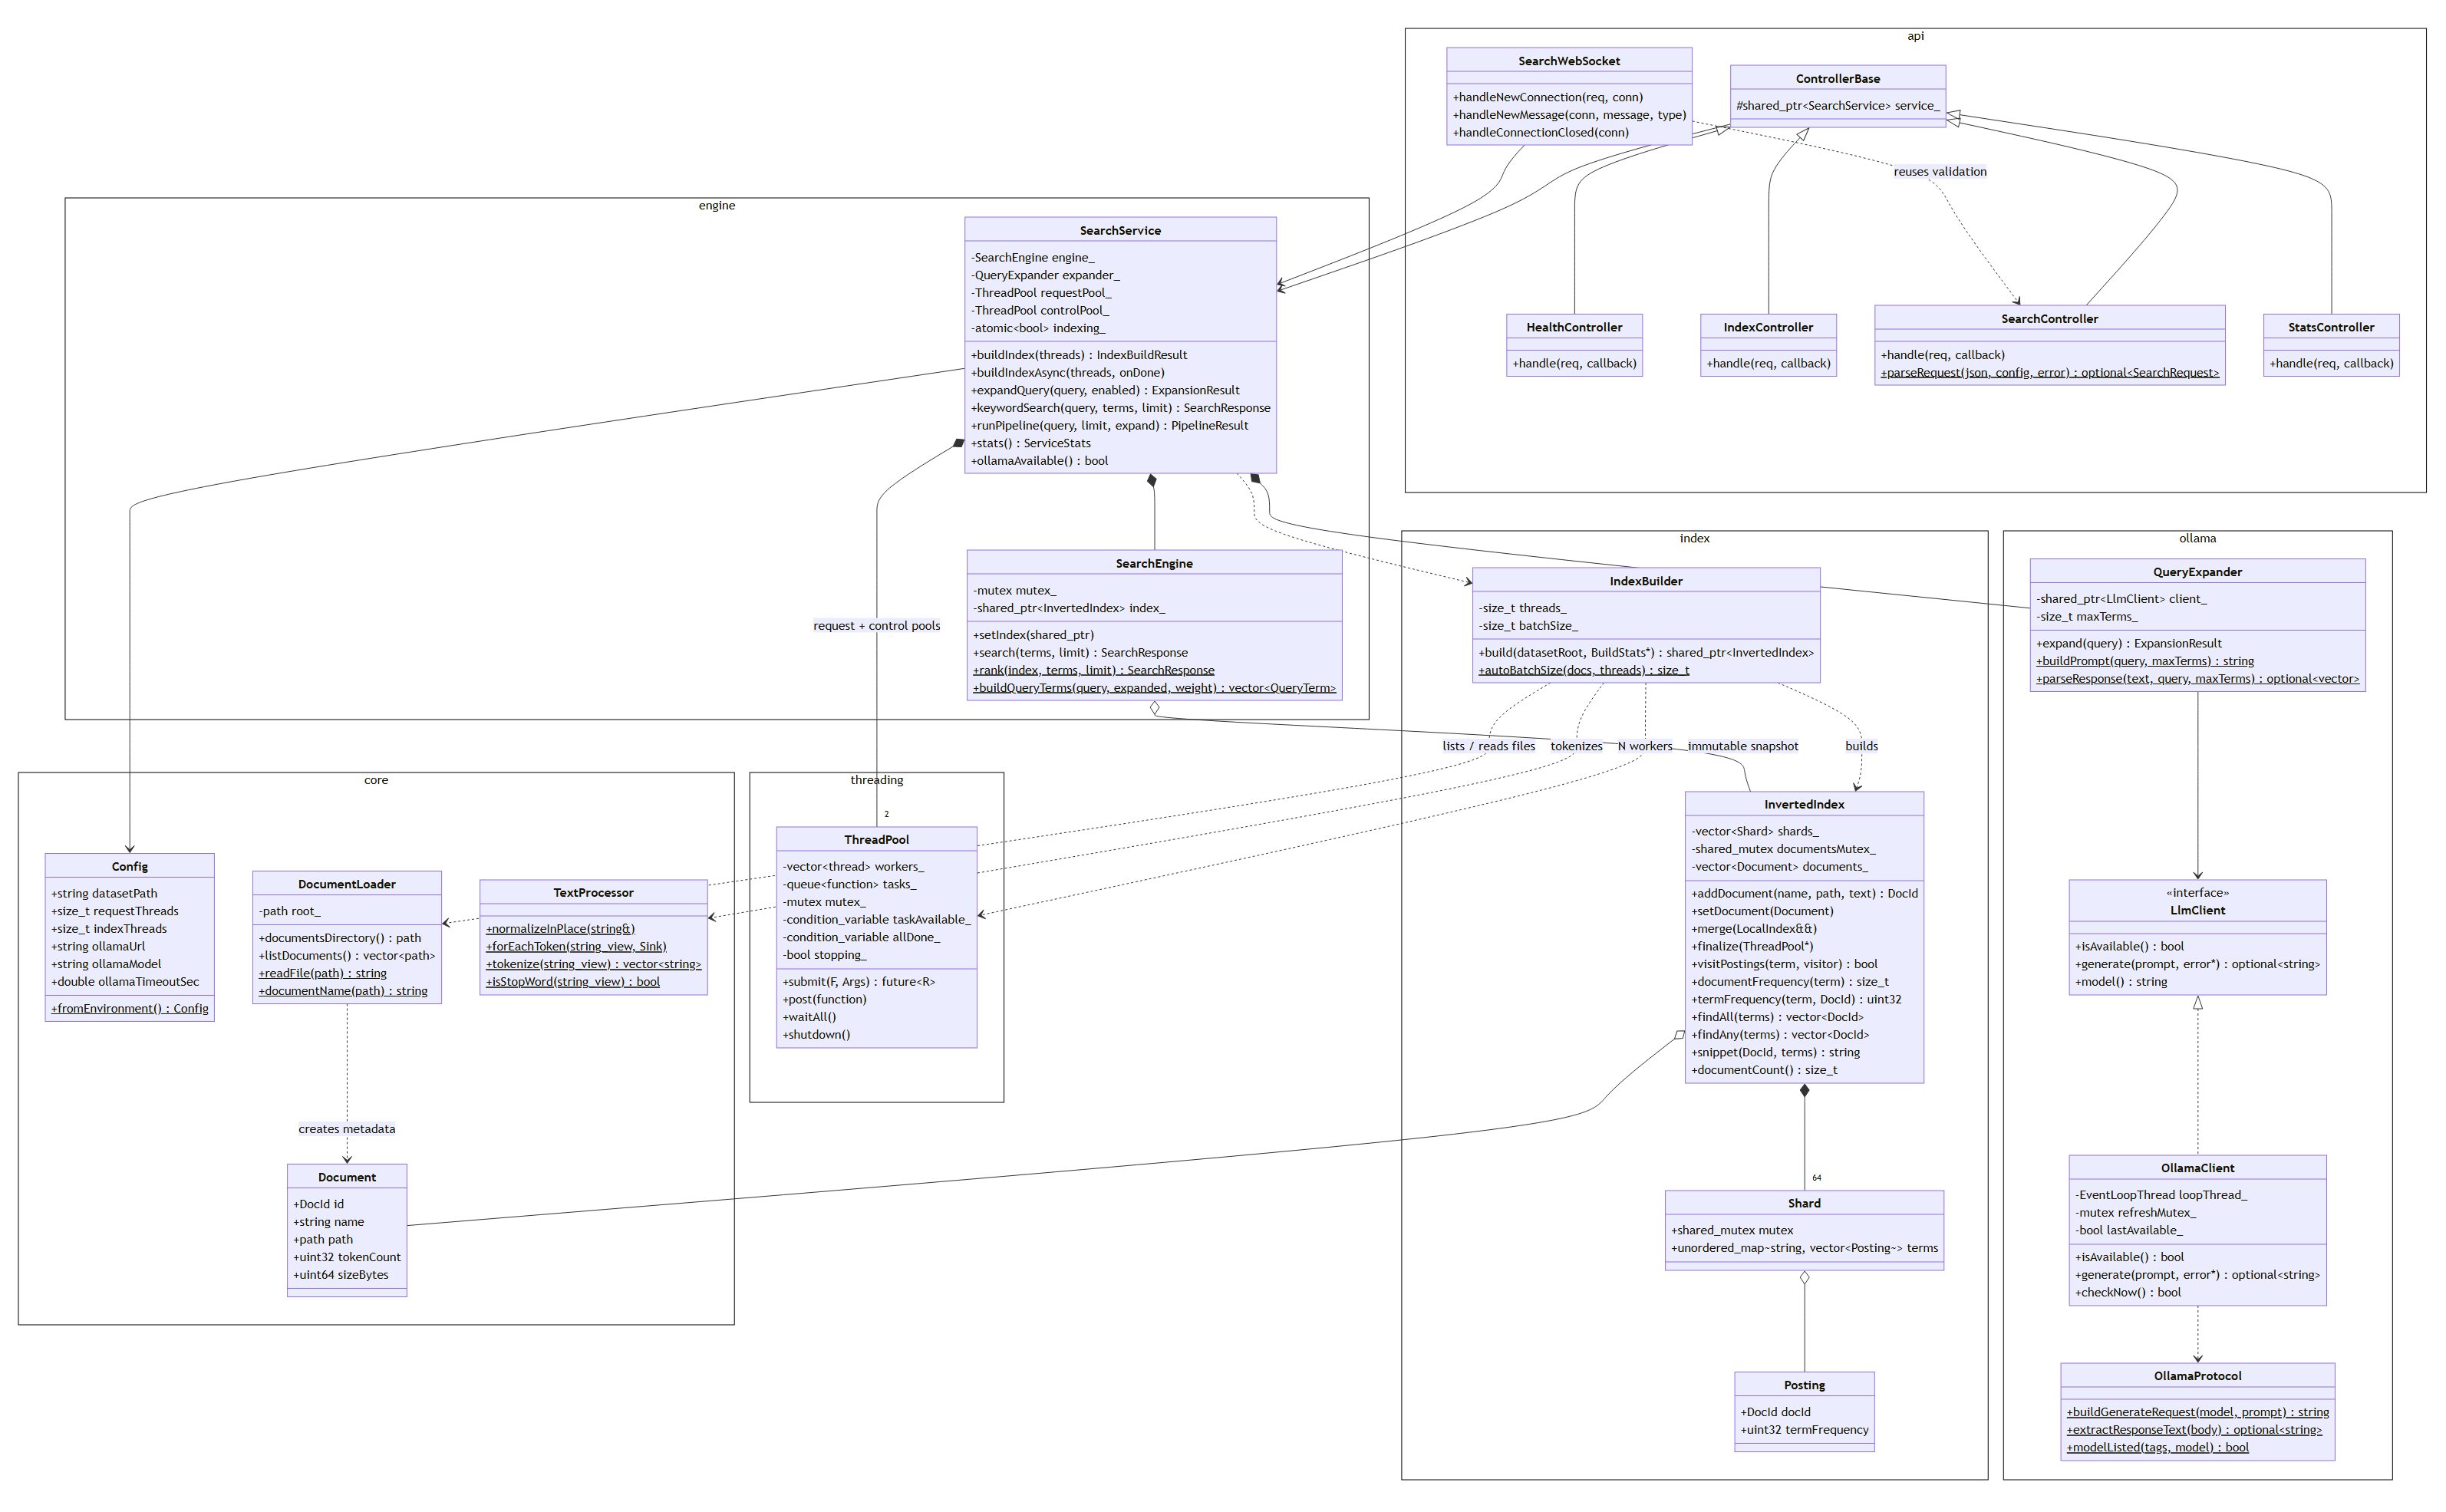 api
SearchWebSocket
+handleNewConnection(req, conn)
+handleNewMessage(conn, message, type)
+handleConnectionClosed(conn)
ControllerBase
#shared_ptr<SearchService> service_
reuses validation
HealthController
+handle(req, callback)
IndexController
+handle(req, callback)
SearchController
+handle(req, callback)
+parseRequest(json, config, error) : optional<SearchRequest>
StatsController
+handle(req, callback)
engine
SearchService
-SearchEngine engine_
-QueryExpander expander_
-ThreadPool requestPool_
-ThreadPool controlPool_
-atomic<bool> indexing_
+buildIndex(threads) : IndexBuildResult
+buildIndexAsync(threads, onDone)
+expandQuery(query, enabled) : ExpansionResult
+keywordSearch(query, terms, limit) : SearchResponse
+runPipeline(query, limit, expand) : PipelineResult
+stats() : ServiceStats
+ollamaAvailable() : bool
SearchEngine
-mutex mutex_
-shared_ptr<InvertedIndex> index_
+setIndex(shared_ptr)
+search(terms, limit) : SearchResponse
+rank(index, terms, limit) : SearchResponse
+buildQueryTerms(query, expanded, weight) : vector<QueryTerm>
request + control pools
index
IndexBuilder
-size_t threads_
-size_t batchSize_
+build(datasetRoot, BuildStats*) : shared_ptr<InvertedIndex>
+autoBatchSize(docs, threads) : size_t
lists / reads files
tokenizes
N workers
immutable snapshot
builds
InvertedIndex
-vector<Shard> shards_
-shared_mutex documentsMutex_
-vector<Document> documents_
+addDocument(name, path, text) : DocId
+setDocument(Document)
+merge(LocalIndex&&)
+finalize(ThreadPool*)
+visitPostings(term, visitor) : bool
+documentFrequency(term) : size_t
+termFrequency(term, DocId) : uint32
+findAll(terms) : vector<DocId>
+findAny(terms) : vector<DocId>
+snippet(DocId, terms) : string
+documentCount() : size_t
64
Shard
+shared_mutex mutex
+unordered_map~string, vector<Posting~> terms
Posting
+DocId docId
+uint32 termFrequency
ollama
QueryExpander
-shared_ptr<LlmClient> client_
-size_t maxTerms_
+expand(query) : ExpansionResult
+buildPrompt(query, maxTerms) : string
+parseResponse(text, query, maxTerms) : optional<vector>
«interface»
LlmClient
+isAvailable() : bool
+generate(prompt, error*) : optional<string>
+model() : string
OllamaClient
-EventLoopThread loopThread_
-mutex refreshMutex_
-bool lastAvailable_
+isAvailable() : bool
+generate(prompt, error*) : optional<string>
+checkNow() : bool
OllamaProtocol
+buildGenerateRequest(model, prompt) : string
+extractResponseText(body) : optional<string>
+modelListed(tags, model) : bool
core
Config
+string datasetPath
+size_t requestThreads
+size_t indexThreads
+string ollamaUrl
+string ollamaModel
+double ollamaTimeoutSec
+fromEnvironment() : Config
DocumentLoader
-path root_
+documentsDirectory() : path
+listDocuments() : vector<path>
+readFile(path) : string
+documentName(path) : string
TextProcessor
+normalizeInPlace(string&)
+forEachToken(string_view, Sink)
+tokenize(string_view) : vector<string>
+isStopWord(string_view) : bool
creates metadata
Document
+DocId id
+string name
+path path
+uint32 tokenCount
+uint64 sizeBytes
threading
2
ThreadPool
-vector<thread> workers_
-queue<function> tasks_
-mutex mutex_
-condition_variable taskAvailable_
-condition_variable allDone_
-bool stopping_
+submit(F, Args) : future<R>
+post(function)
+waitAll()
+shutdown()